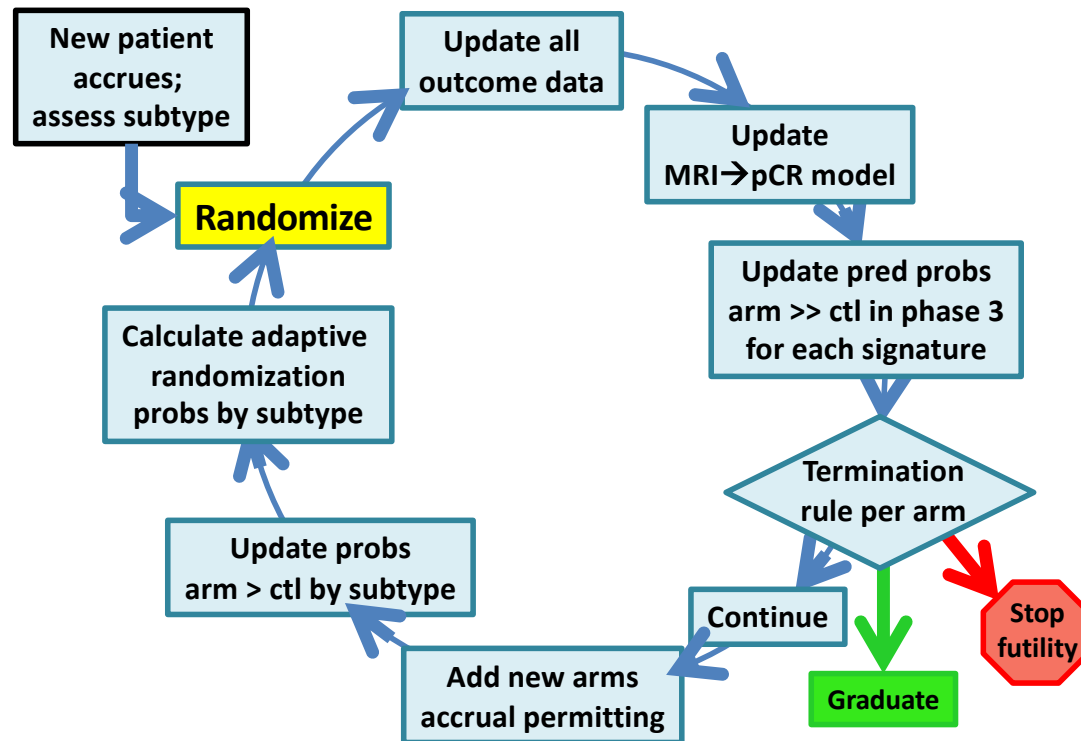 New patient
accrues;
assess subtype
Update all
outcome data
Update
MRI→pCR model
Randomize
Update pred probs
arm >> ctl in phase 3
for each signature
Calculate adaptive
randomization
probs by subtype
Termination
rule per arm
Update probs
arm > ctl by subtype
Continue
Stop
futility
Add new arms
accrual permitting
Graduate